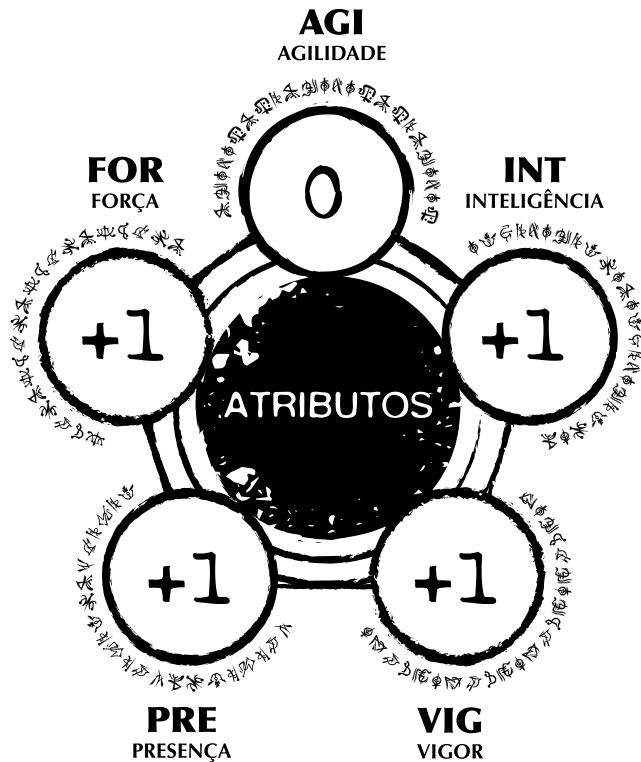 AGI
AGILIDADE
0
FOR
FORÇA
INT
INTELIGÊNCIA
+1
+1
ATRIBUTOS
+1
+1
PRE
PRESENÇA
VIG
VIGOR